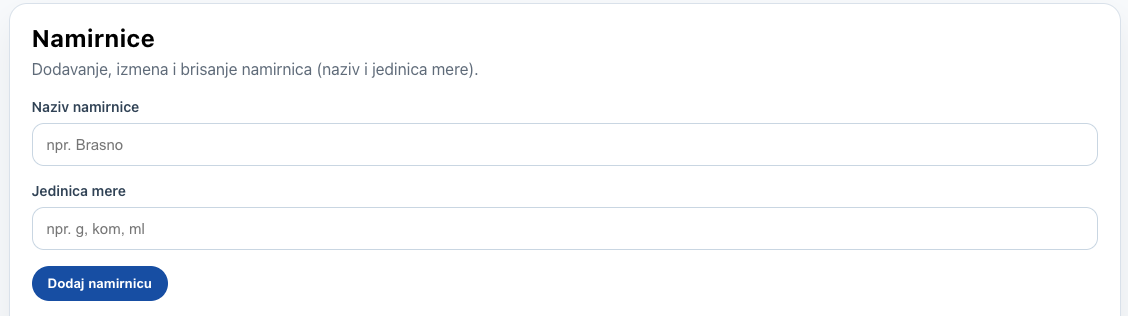 Namirnice
Dodavanje, izmena i brisanje namirnica (naziv i jedinica mere).
Naziv namirnice
npr. Brasno
Jedinica mere
npr. g, kom, ml
Dodaj namirnicu